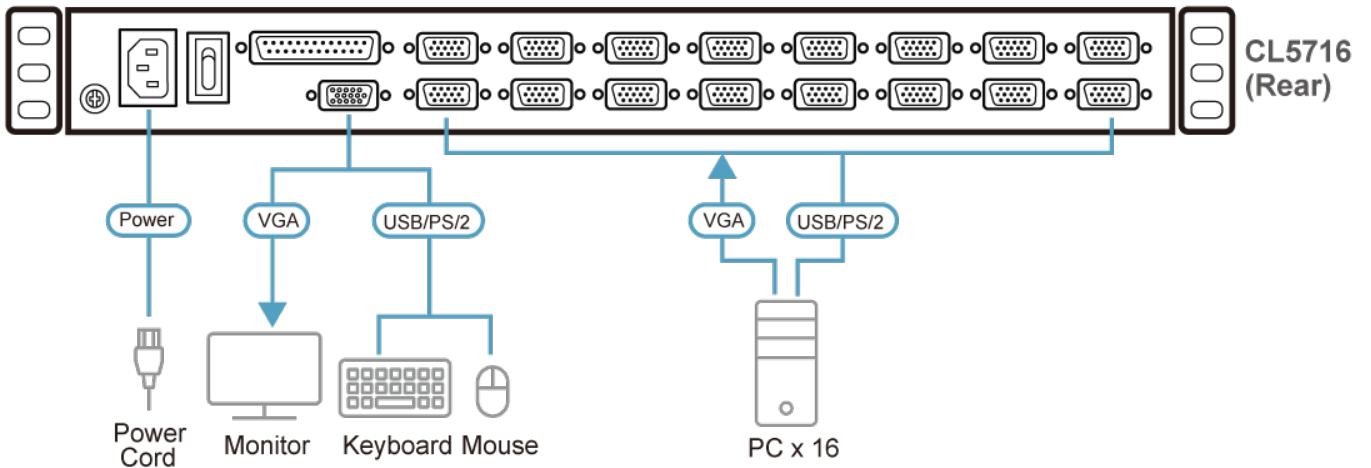 CL5716
(Rear)
Power
VGA
USB/PS/2
VGA
USB/PS/2
Power
Cord
Monitor
Keyboard
Mouse
PC x 16